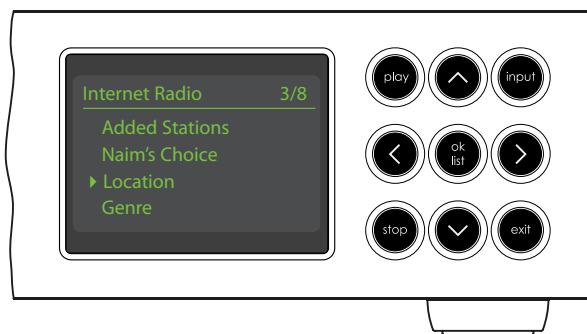 Internet Radio 3/8
Added Stations
Naim's Choice
Location
Genre
play
input
ok
list
stop
exit